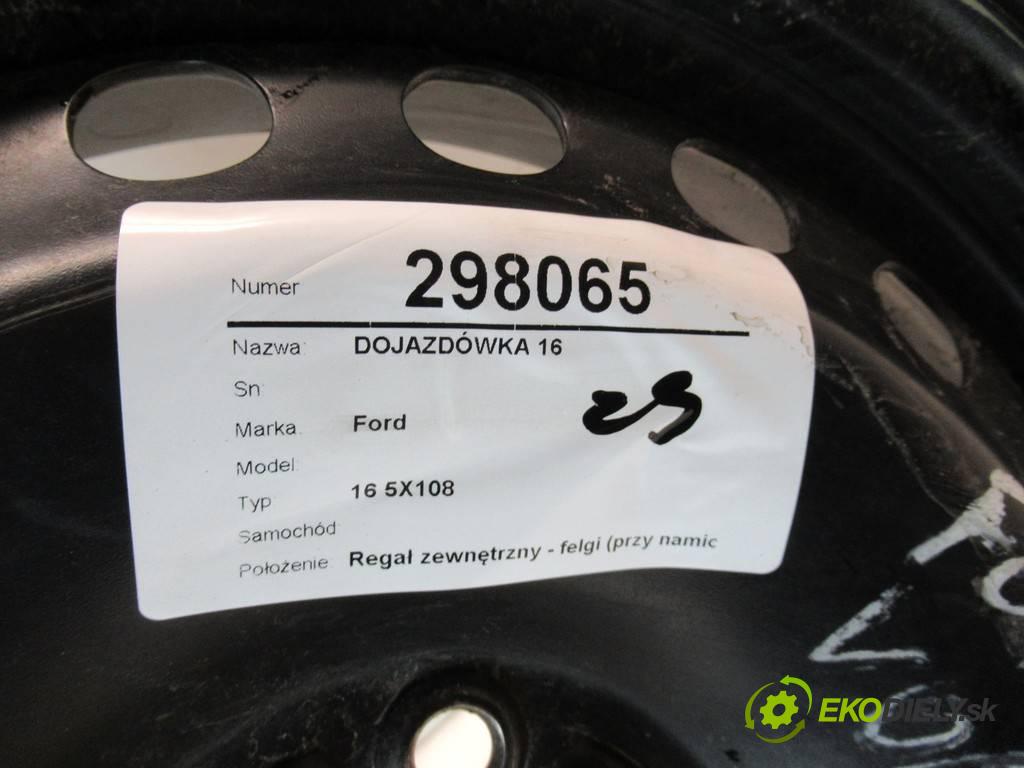 Numer 298065
Nazwa: DOJAZDÓWKA 16
Sn:
Marka: Ford
Model:
Typ 16 5X108
Samochód
Położenie: Regał zewnętrzny - felgi (przy namic
EKODIELY.sk